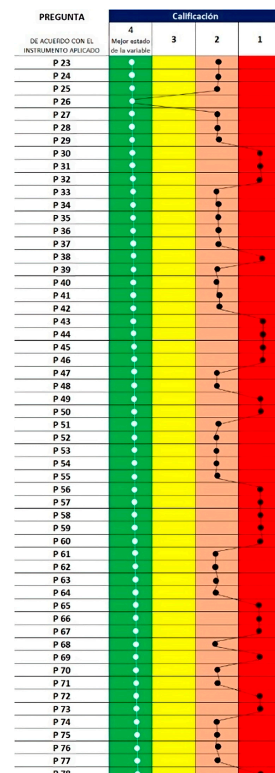 PREGUNTA
Calificación
DE ACUERDO CON EL
INSTRUMENTO APLICADO
4
Mejor estado
de la variable
3
2
1
P 23
P 24
P 25
P 26
P 27
P 28
P 29
P 30
P 31
P 32
P 33
P 34
P 35
P 36
P 37
P 38
P 39
P 40
P 41
P 42
P 43
P 44
P 45
P 46
P 47
P 48
P 49
P 50
P 51
P 52
P 53
P 54
P 55
P 56
P 57
P 58
P 59
P 60
P 61
P 62
P 63
P 64
P 65
P 66
P 67
P 68
P 69
P 70
P 71
P 72
P 73
P 74
P 75
P 76
P 77
P 78